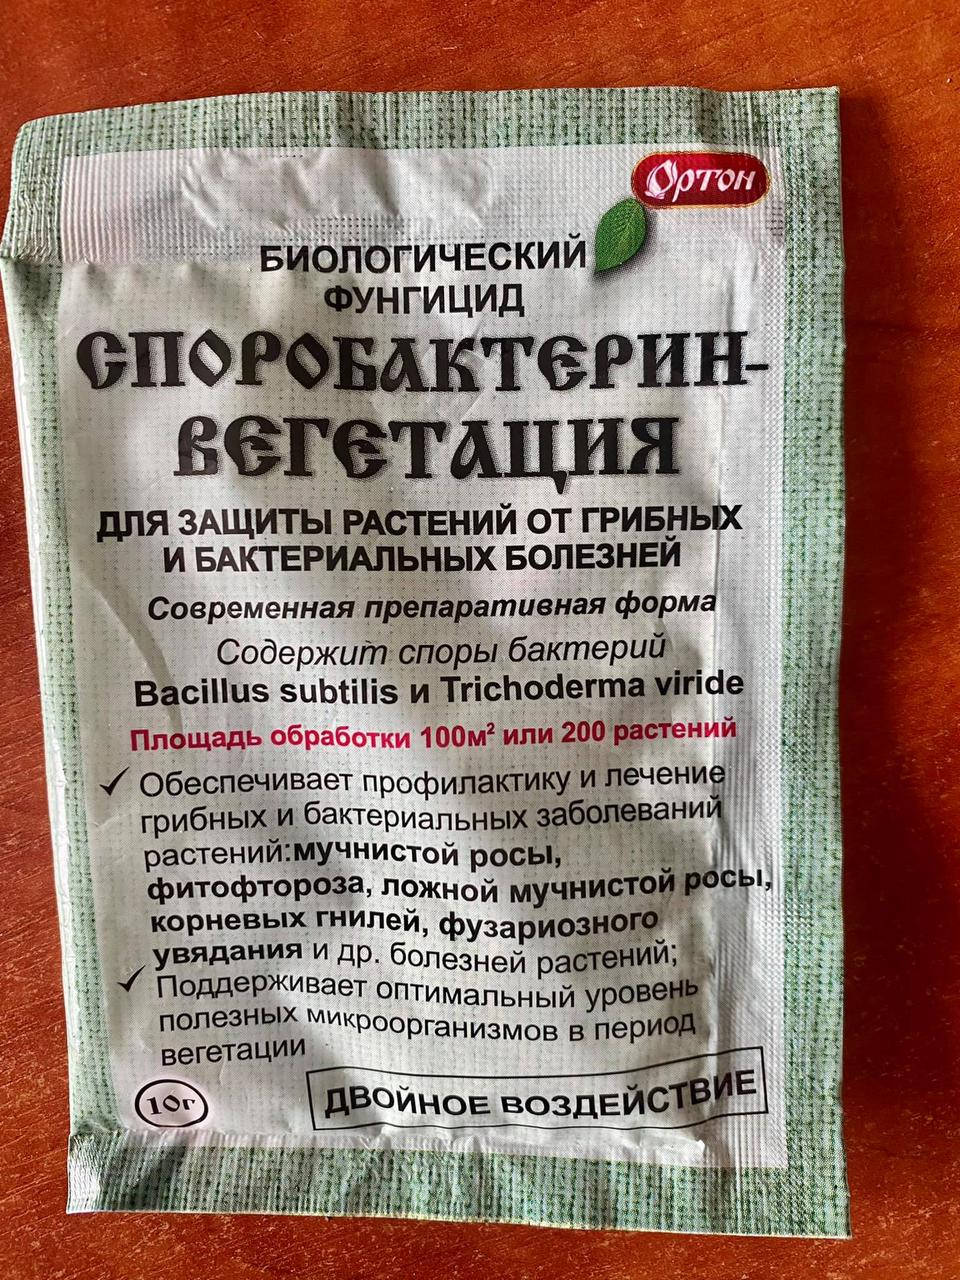 Ортон
БИОЛОГИЧЕСКИЙ
ФУНГИЦИД
СПОРОБАКТЕРИН-
ВЕГЕТАЦИЯ
ДЛЯ ЗАЩИТЫ РАСТЕНИЙ ОТ ГРИБНЫХ
И БАКТЕРИАЛЬНЫХ БОЛЕЗНЕЙ
Современная препаративная форма
Содержит споры бактерий
Bacillus subtilis и Trichoderma viride
Площадь обработки 100м² или 200 растений
✓ Обеспечивает профилактику и лечение
грибных и бактериальных заболеваний
растений:мучнистой росы,
фитофтороза, ложной мучнистой росы,
корневых гнилей, фузариозного
увядания и др. болезней растений;
✓ Поддерживает оптимальный уровень
полезных микроорганизмов в период
вегетации
10г
ДВОЙНОЕ ВОЗДЕЙСТВИЕ